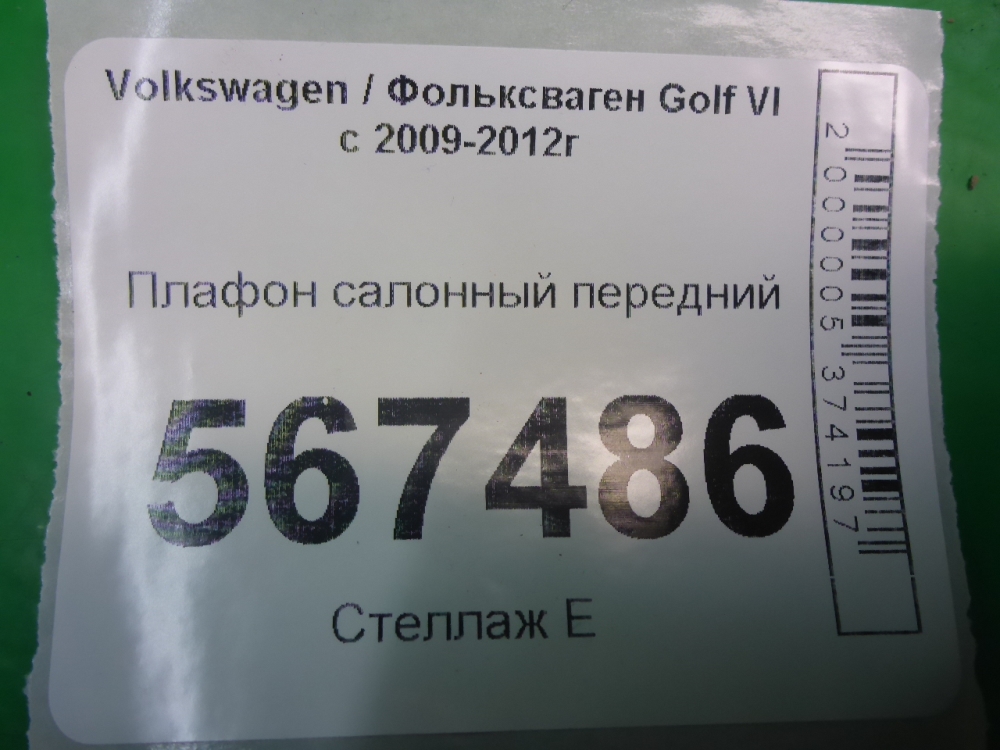 Volkswagen / Фольксваген Golf VI
с 2009-2012г
Плафон салонный передний
567486
Стеллаж Е
2000005374197